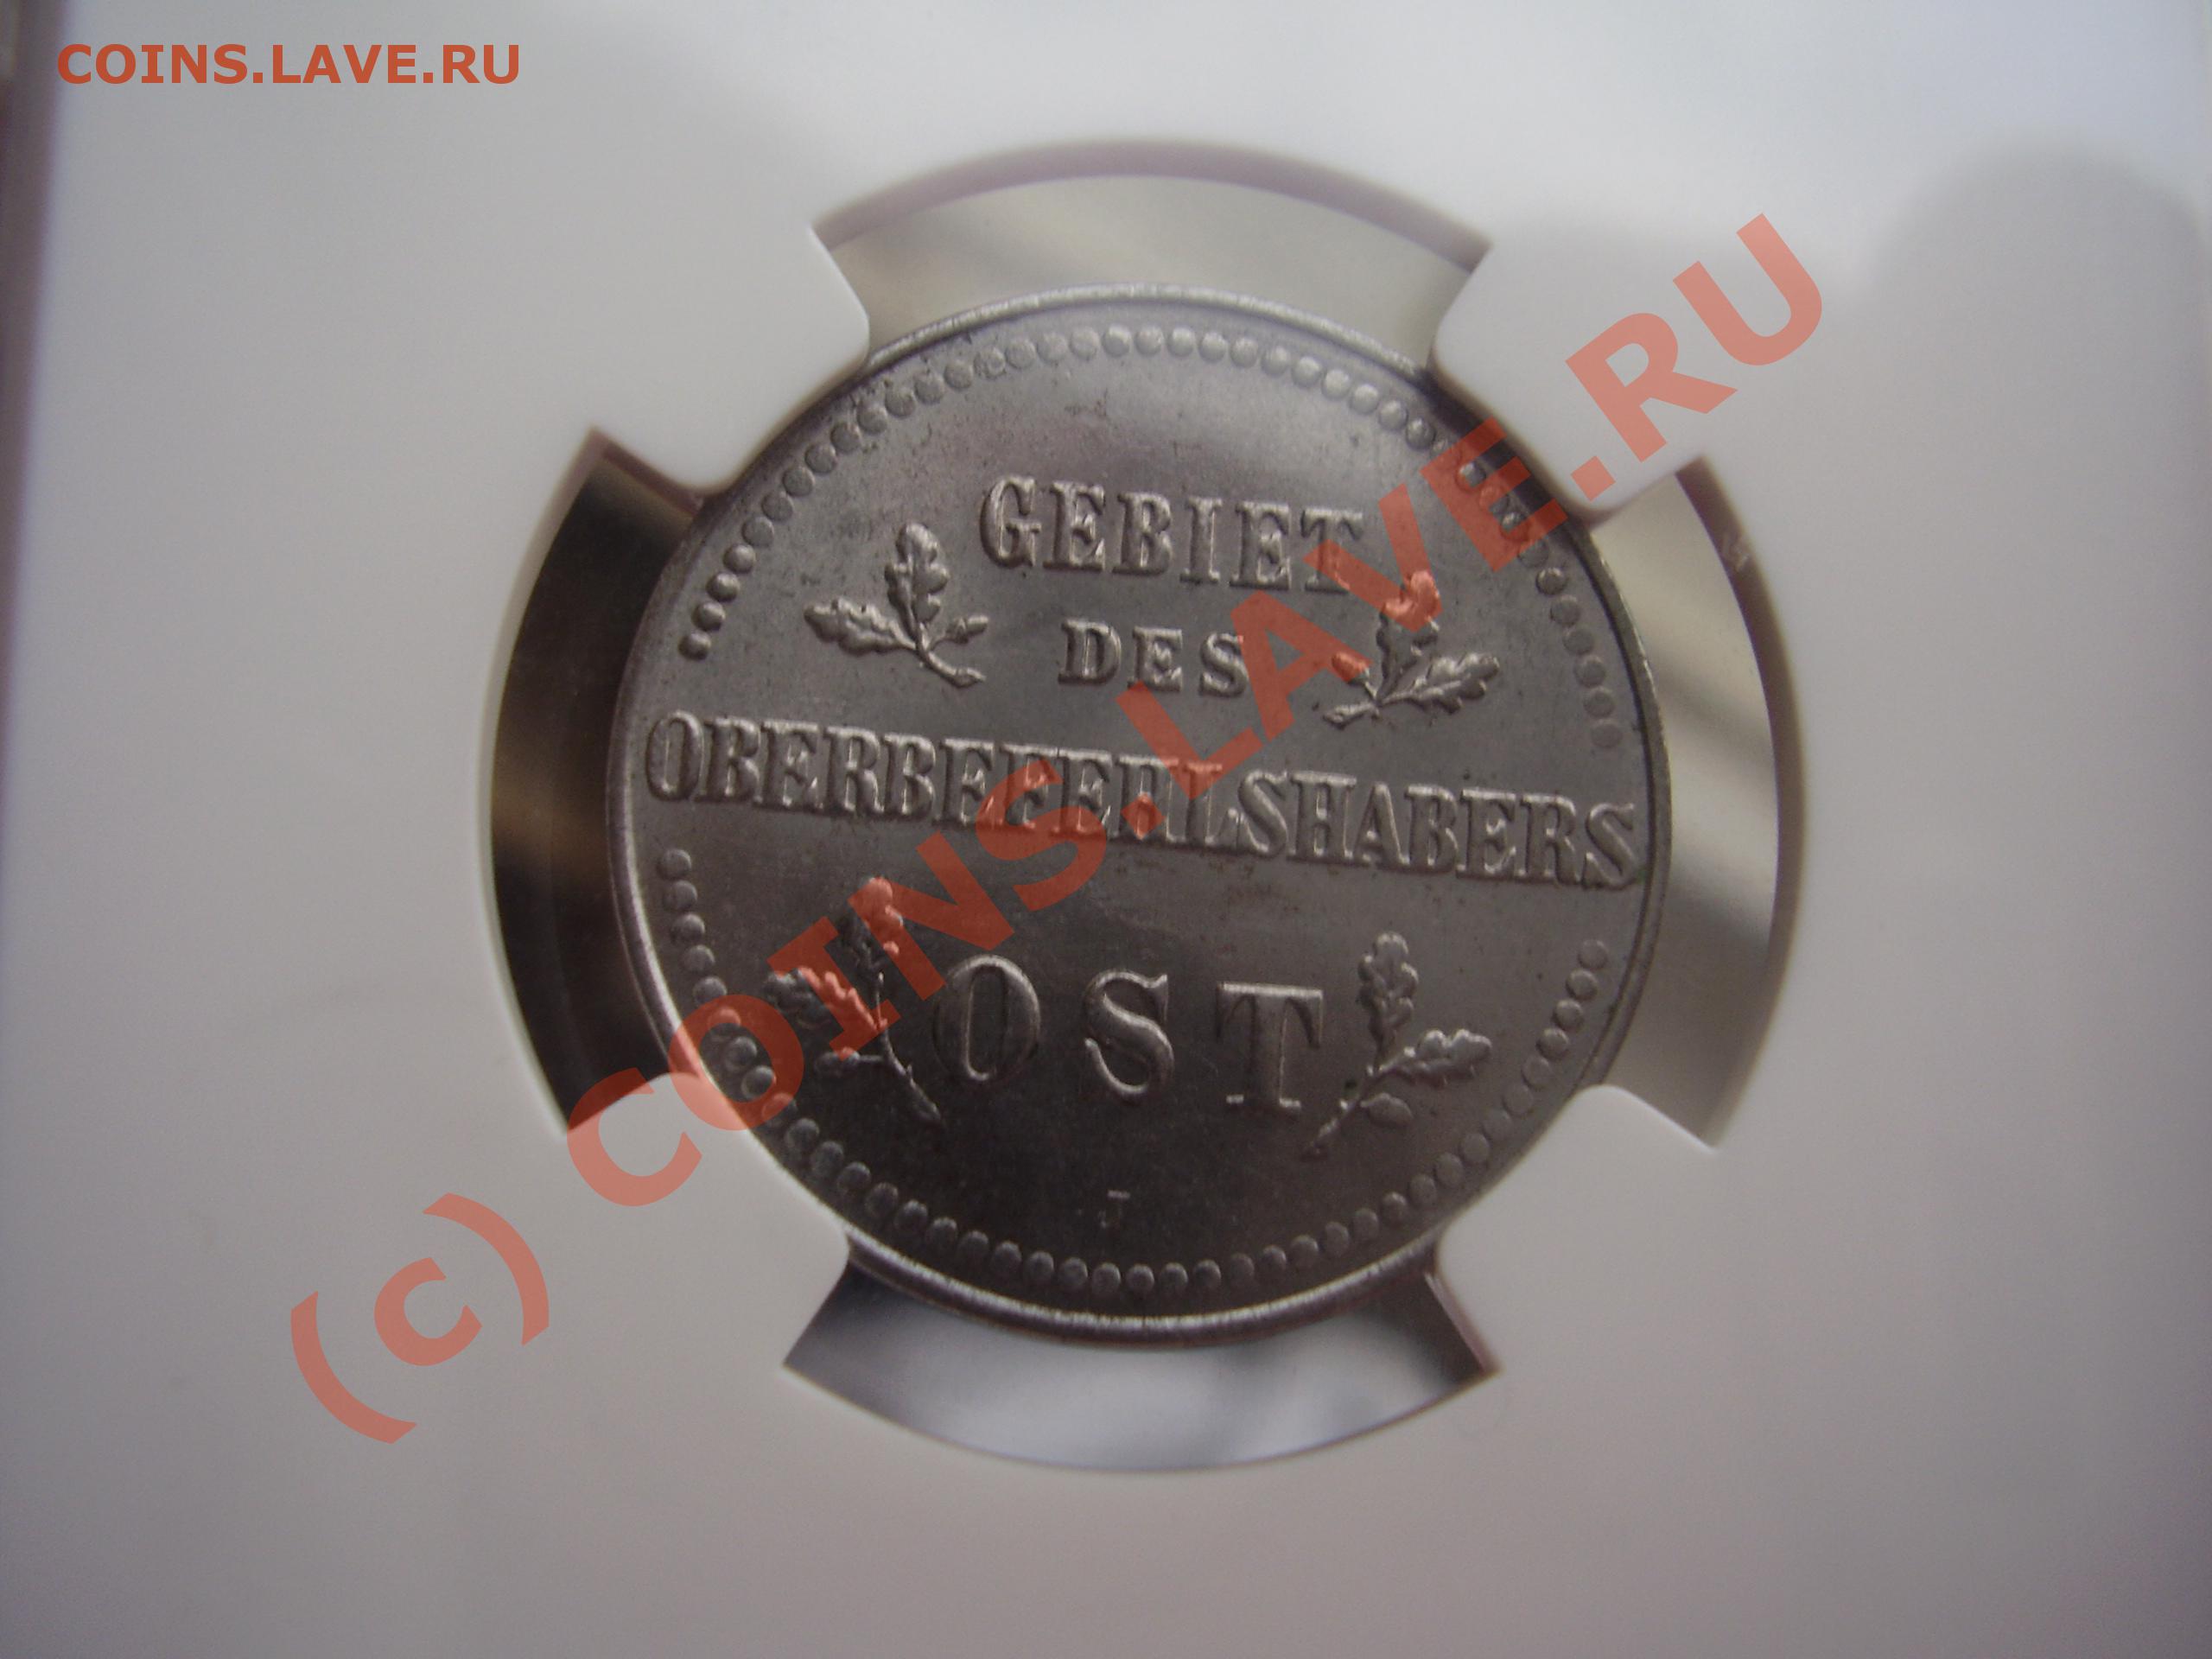 COINS.LAVE.RU
GEBIET
DES
OBERBEFEHLSHABERS
OST
J
(c) COINS.LAVE.RU